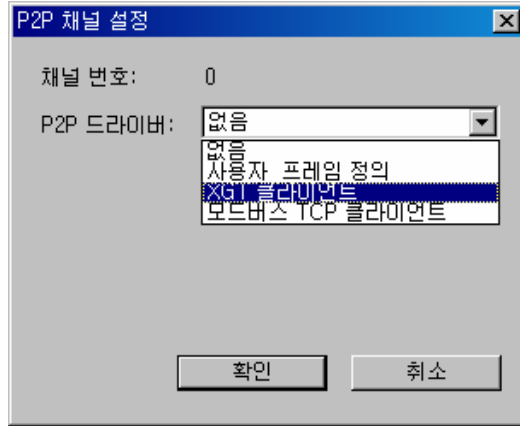 P2P 채널 설정
채널 번호: 0
P2P 드라이버: 없음
없음
사용자 프레임 정의
XGT 클라이언트
모드버스 TCP 클라이언트
확인 취소